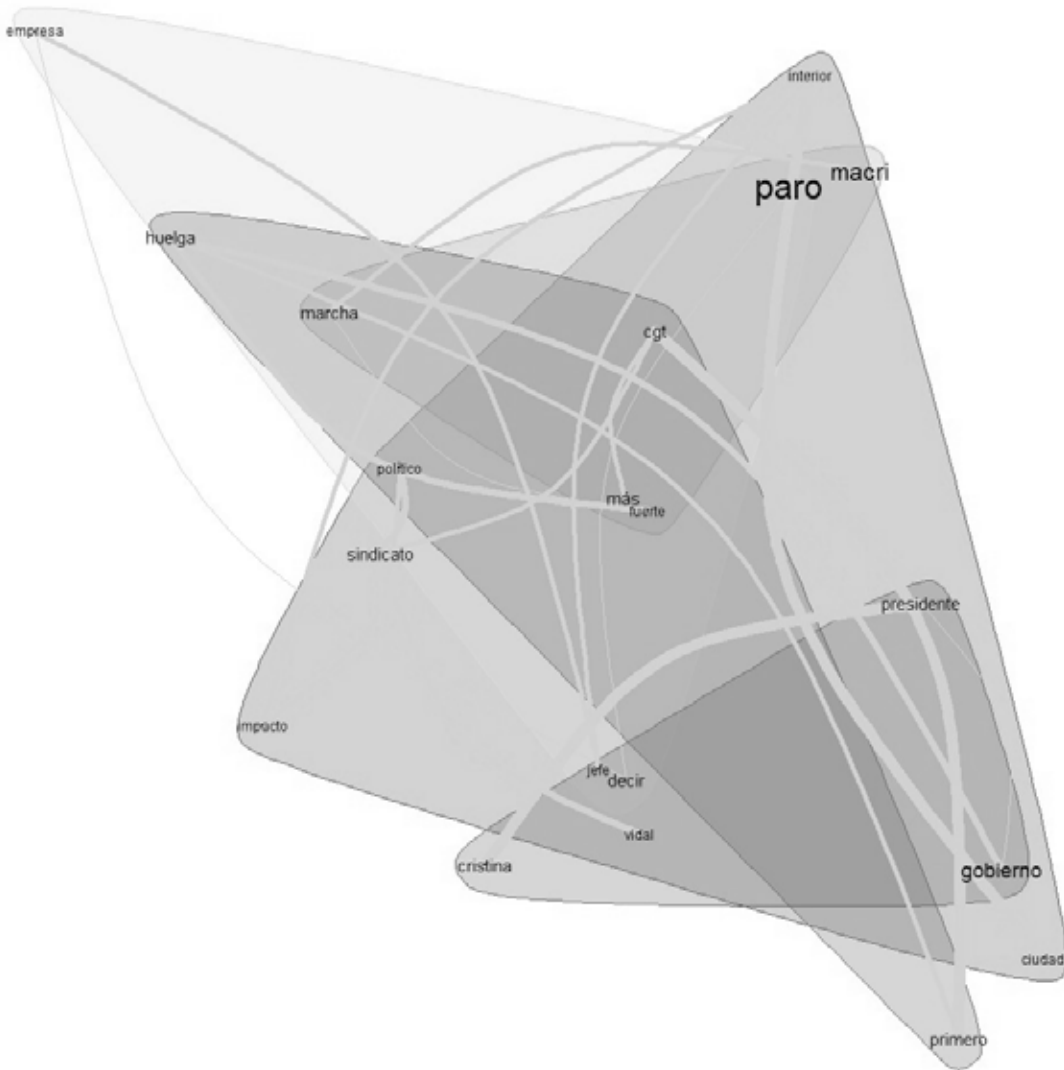 empresa
interior
macri
paro
huelga
marcha
cgt
político
más
fuerte
sindicato
presidente
impacto
jefe
decir
vidal
cristina
gobierno
ciudad
primero